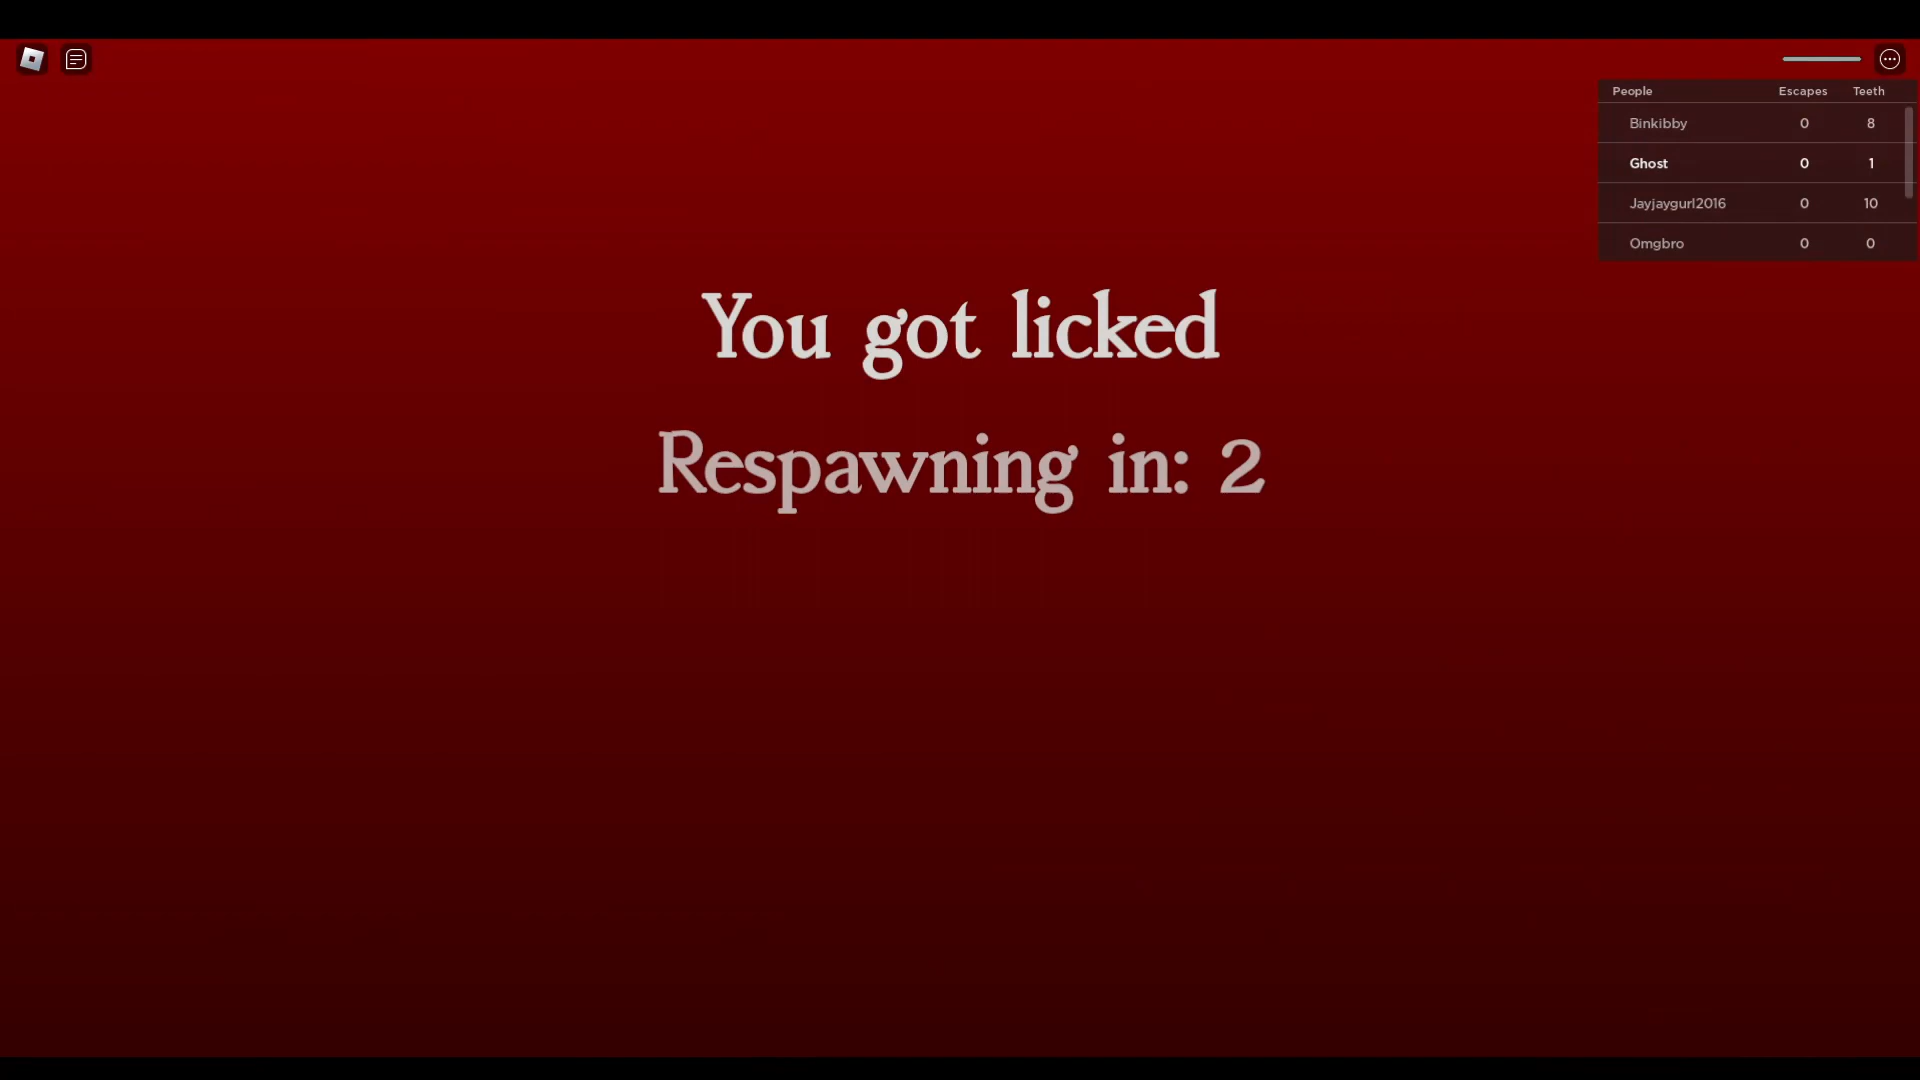 People Escapes Teeth
Binkibby 0 8
Ghost 0 1
Jayjaygurl2016 0 10
Omgbro 0 0
You got licked
Respawning in: 2